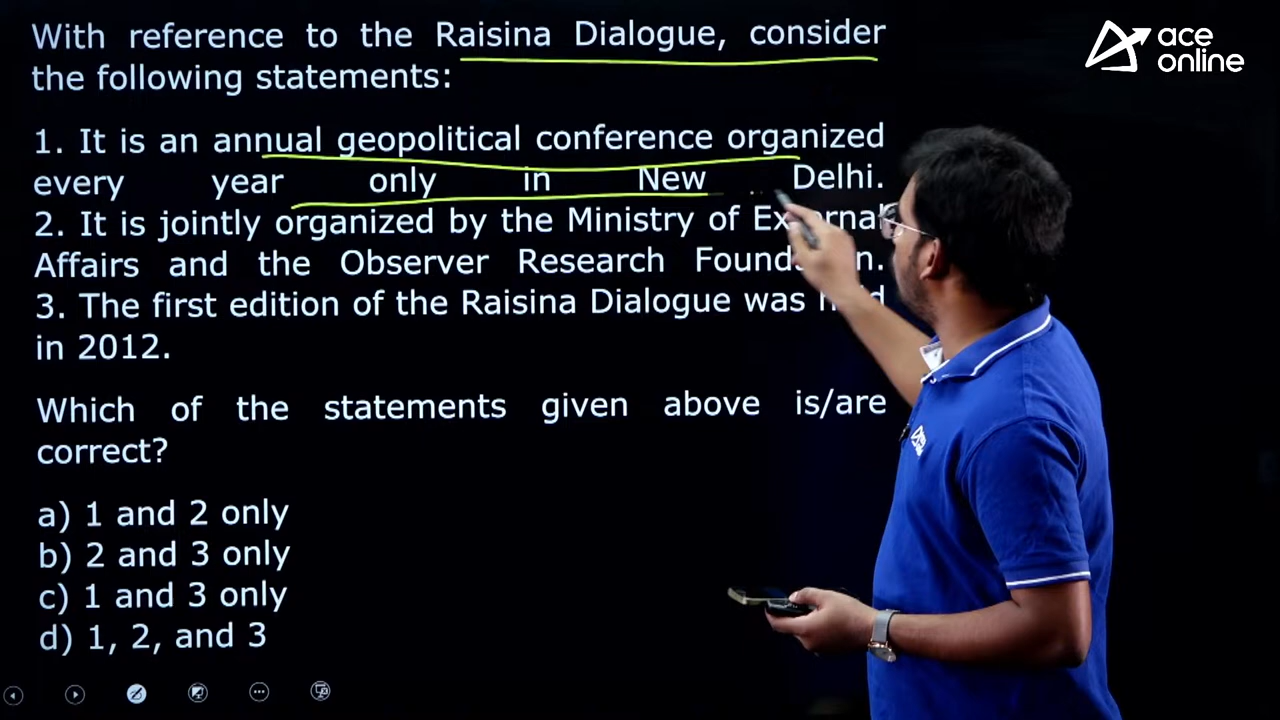 With reference to the Raisina Dialogue, consider
the following statements:
1. It is an annual geopolitical conference organized
every year only in New Delhi.
2. It is jointly organized by the Ministry of External
Affairs and the Observer Research
3. The first edition of the Raisina Dialogue was
in 2012.
Which of the statements given above is/are
correct?
a) 1 and 2 only
b) 2 and 3 only
c) 1 and 3 only
d) 1, 2, and 3
ace
online